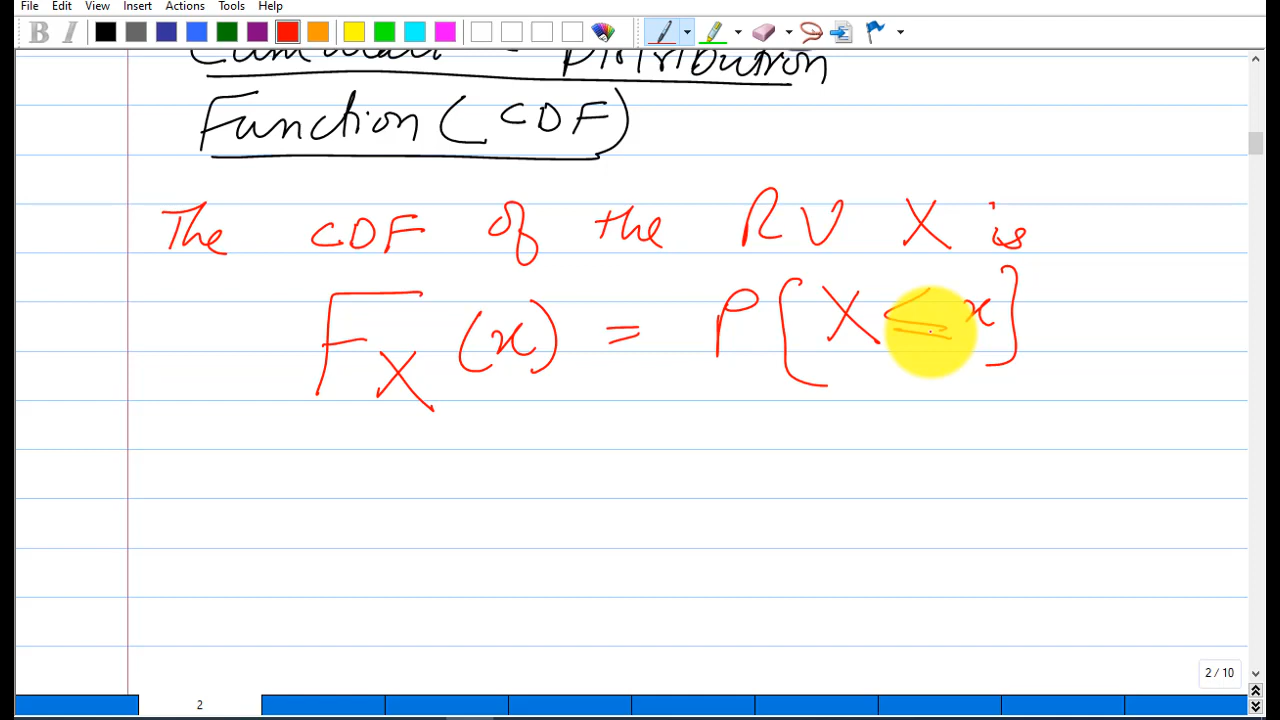 File Edit View Insert Actions Tools Help
B I
Distribution
Function (CDF)
The CDF of the RV X is
F_X (x) = P[X ≤ x]
2 / 10
2